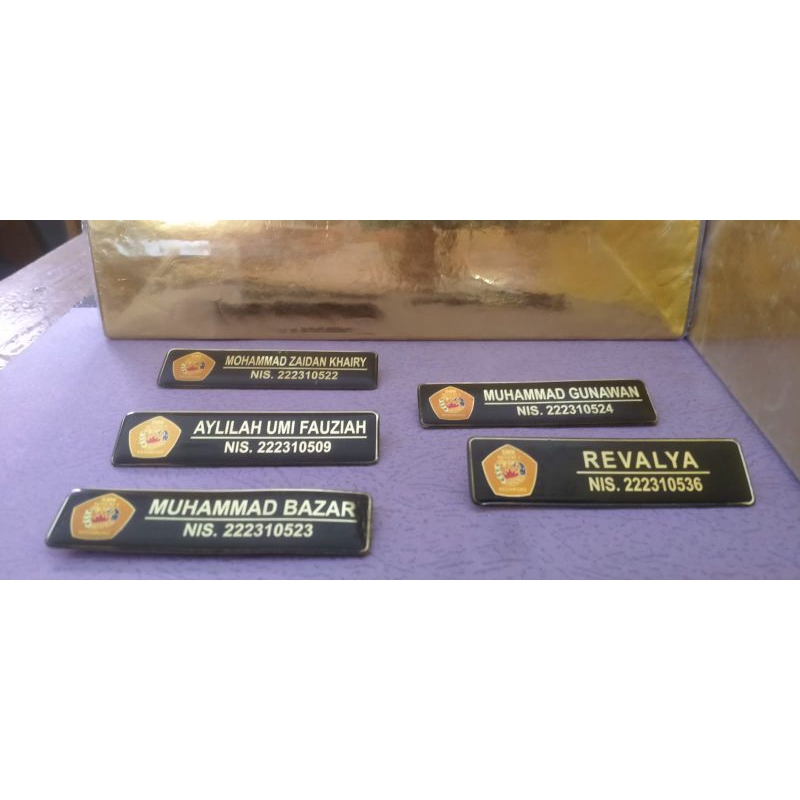 MOHAMMAD ZAIDAN KHAIRY
NIS. 222310522
AYLILAH UMI FAUZIAH
NIS. 222310509
MUHAMMAD BAZAR
NIS. 222310523
MUHAMMAD GUNAWAN
NIS. 222310524
REVALYA
NIS. 222310536